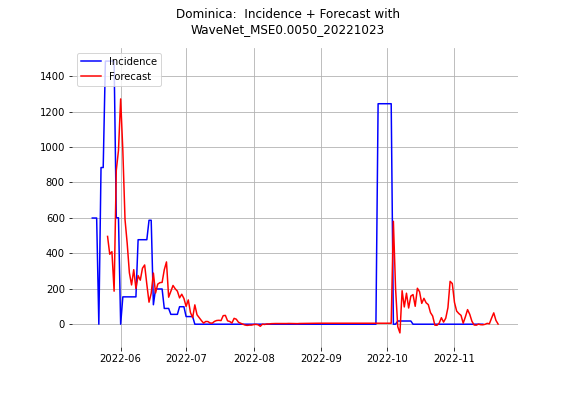 Dominica:  Incidence + Forecast with
WaveNet_MSE0.0050_20221023
Incidence
Forecast
1400
1200
1000
800
600
400
200
0
2022-06 2022-07 2022-08 2022-09 2022-10 2022-11